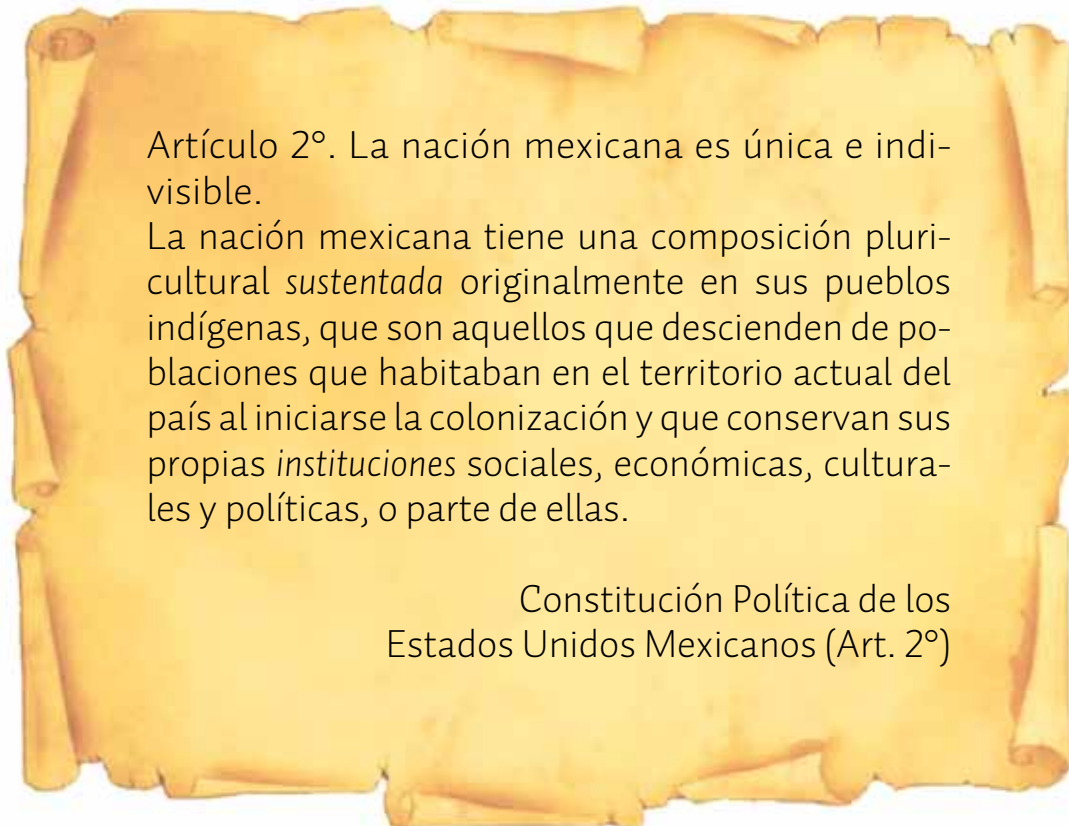 Artículo 2°. La nación mexicana es única e indi-
visible.
La nación mexicana tiene una composición pluri-
cultural sustentada originalmente en sus pueblos
indígenas, que son aquellos que descienden de po-
blaciones que habitaban en el territorio actual del
país al iniciarse la colonización y que conservan sus
propias instituciones sociales, económicas, cultura-
les y políticas, o parte de ellas.
Constitución Política de los
Estados Unidos Mexicanos (Art. 2°)